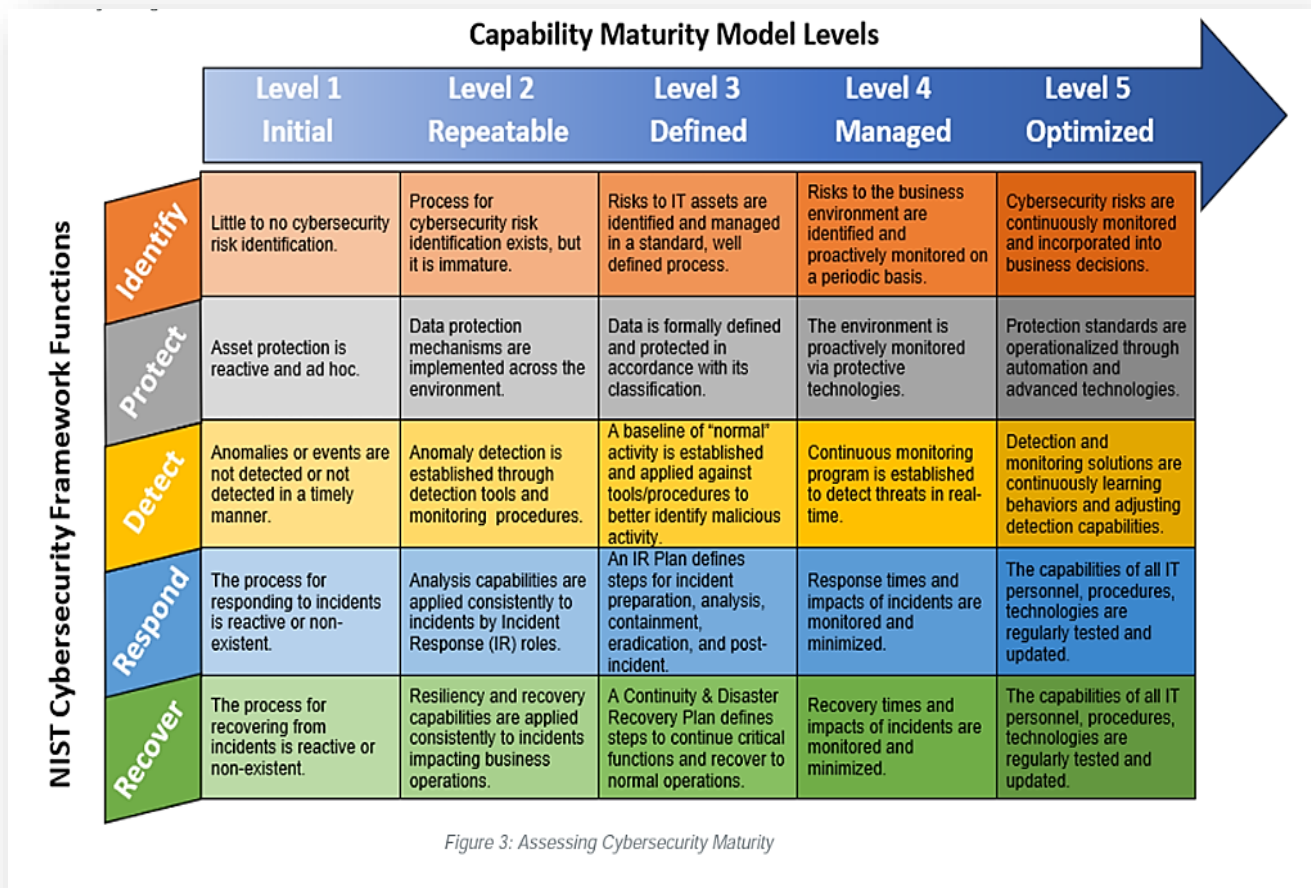 Capability Maturity Model Levels
Level 1
Initial
Level 2
Repeatable
Level 3
Defined
Level 4
Managed
Level 5
Optimized
NIST Cybersecurity Framework Functions
Identify
Little to no cybersecurity
risk identification.
Process for
cybersecurity risk
identification exists, but
it is immature.
Risks to IT assets are
identified and managed
in a standard, well
defined process.
Risks to the business
environment are
identified and
proactively monitored on
a periodic basis.
Cybersecurity risks are
continuously monitored
and incorporated into
business decisions.
Protect
Asset protection is
reactive and ad hoc.
Data protection
mechanisms are
implemented across the
environment.
Data is formally defined
and protected in
accordance with its
classification.
The environment is
proactively monitored
via protective
technologies.
Protection standards are
operationalized through
automation and
advanced technologies.
Detect
Anomalies or events are
not detected or not
detected in a timely
manner.
Anomaly detection is
established through
detection tools and
monitoring procedures.
A baseline of “normal”
activity is established
and applied against
tools/procedures to
better identify malicious
activity.
Continuous monitoring
program is established
to detect threats in real-
time.
Detection and
monitoring solutions are
continuously learning
behaviors and adjusting
detection capabilities.
Respond
The process for
responding to incidents
is reactive or non-
existent.
Analysis capabilities are
applied consistently to
incidents by Incident
Response (IR) roles.
An IR Plan defines
steps for incident
preparation, analysis,
containment,
eradication, and post-
incident.
Response times and
impacts of incidents are
monitored and
minimized.
The capabilities of all IT
personnel, procedures,
technologies are
regularly tested and
updated.
Recover
The process for
recovering from
incidents is reactive or
non-existent.
Resiliency and recovery
capabilities are applied
consistently to incidents
impacting business
operations.
A Continuity & Disaster
Recovery Plan defines
steps to continue critical
functions and recover to
normal operations.
Recovery times and
impacts of incidents are
monitored and
minimized.
The capabilities of all IT
personnel, procedures,
technologies are
regularly tested and
updated.
Figure 3: Assessing Cybersecurity Maturity